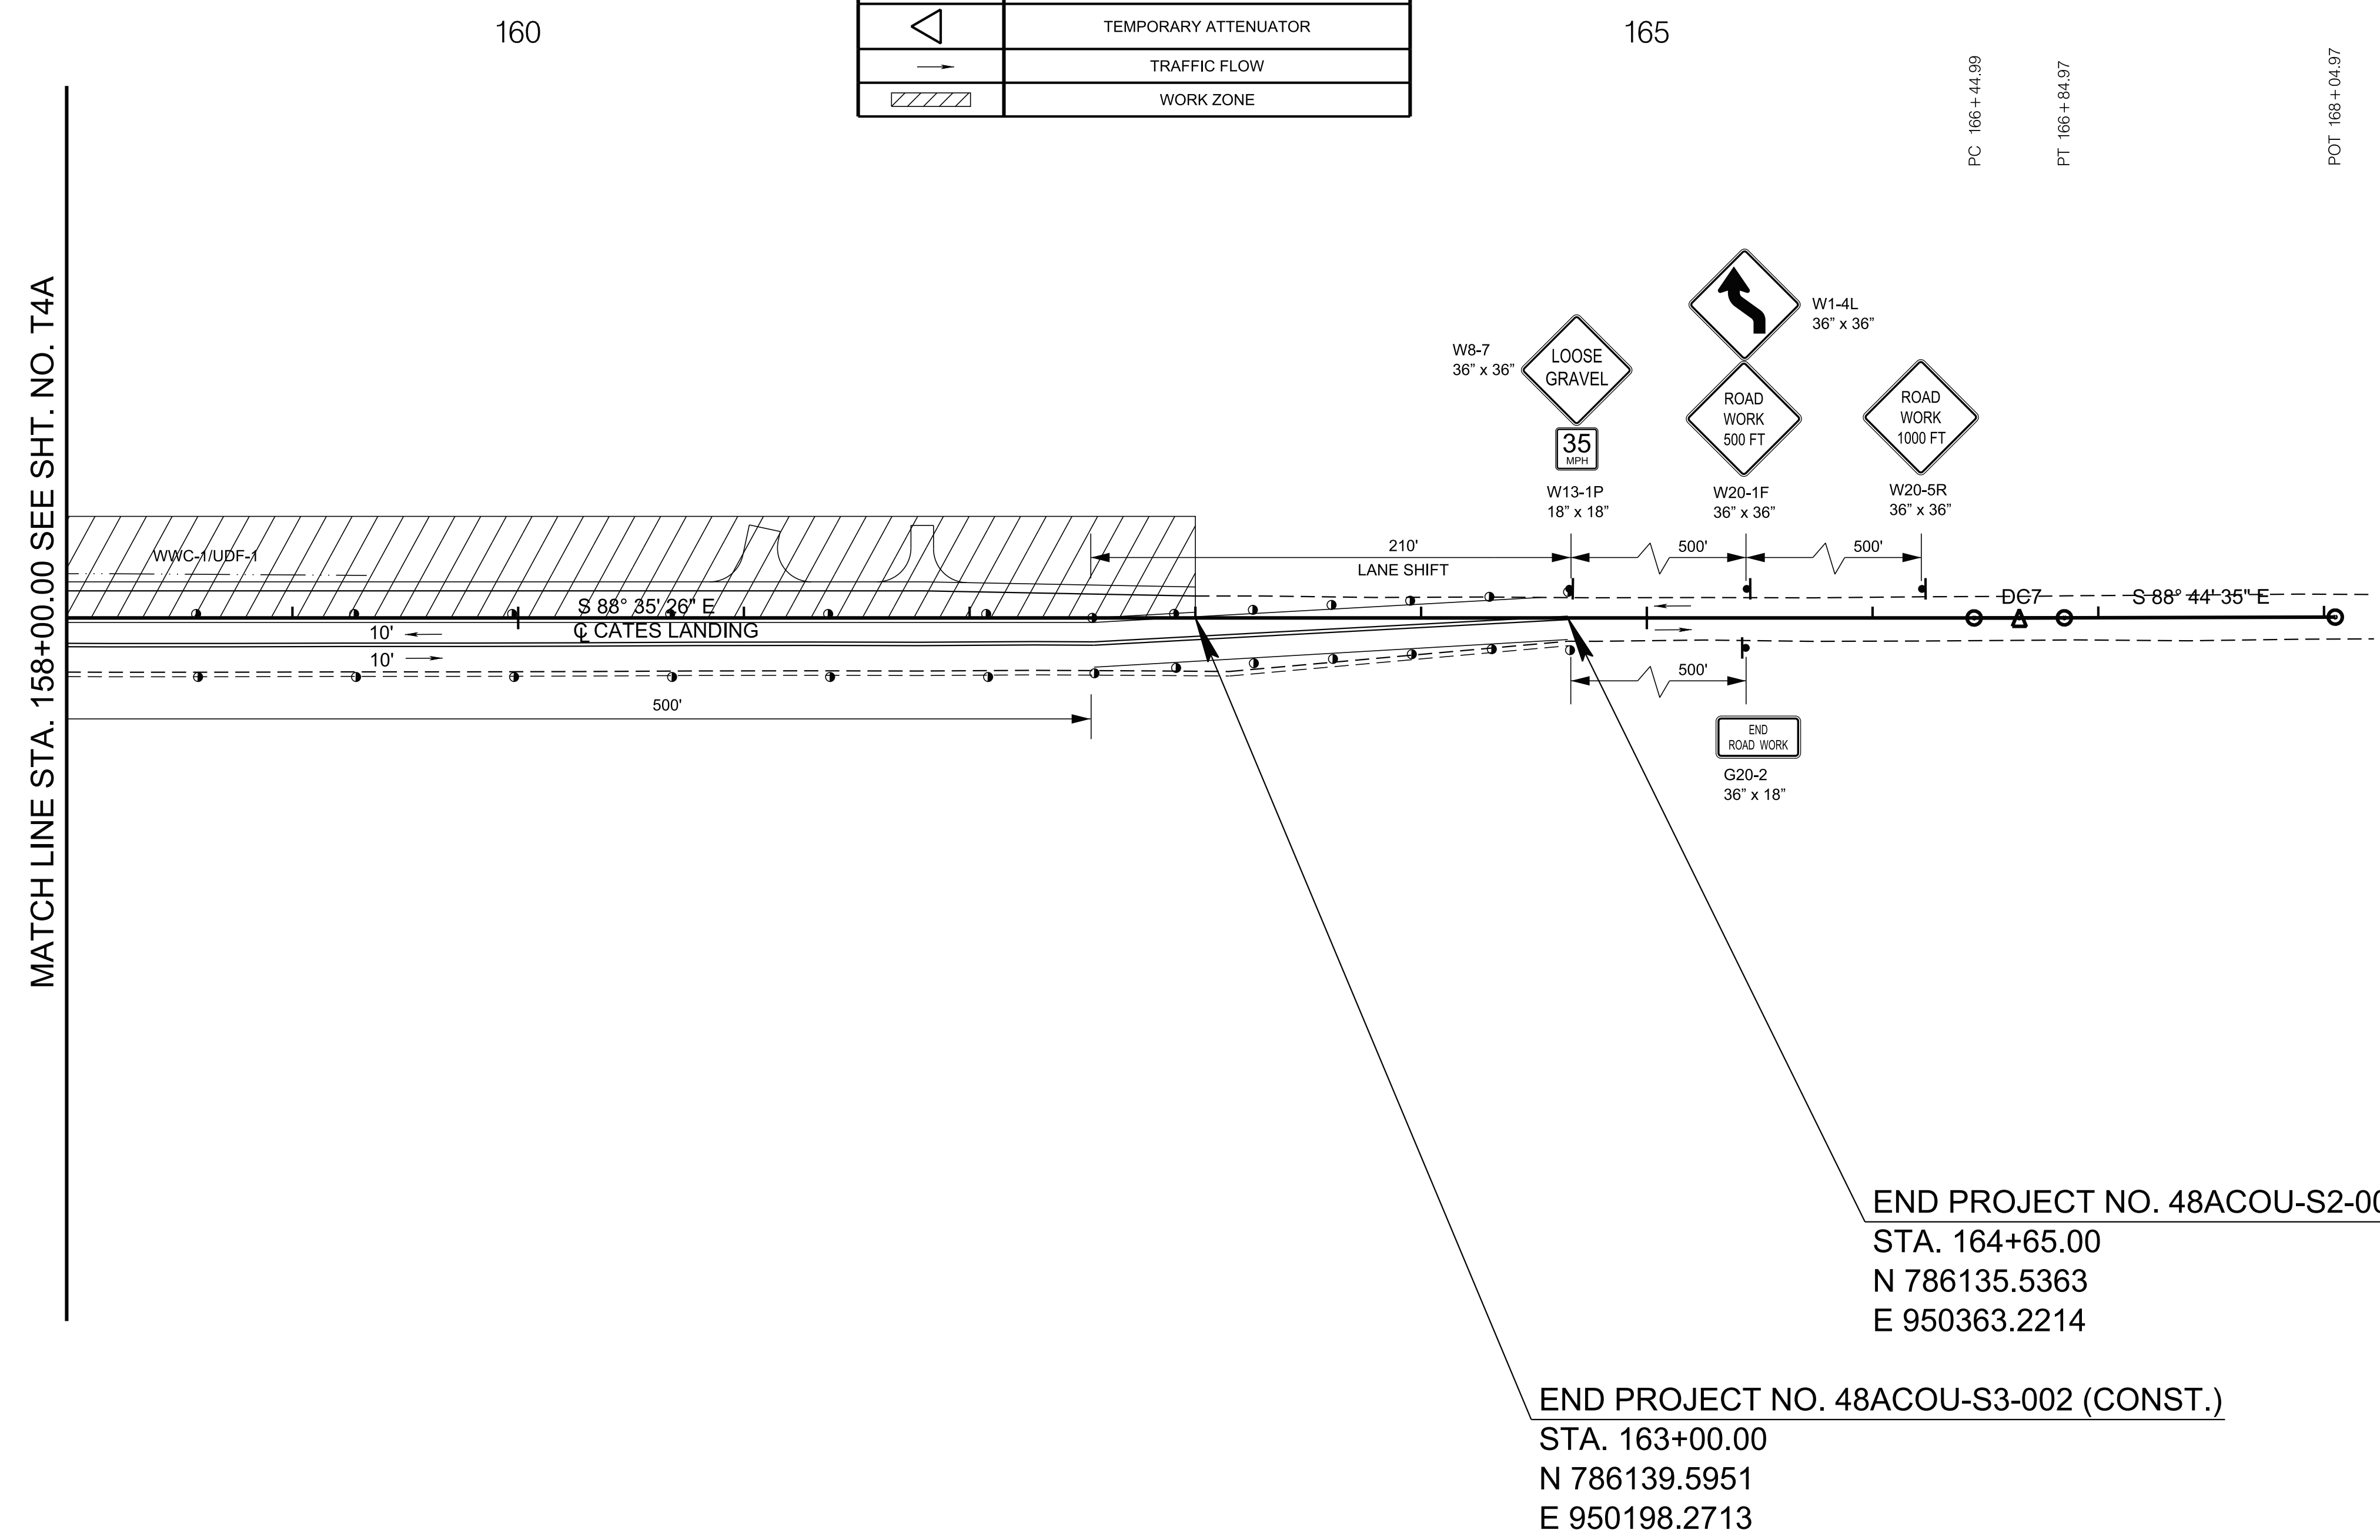 160
165
TEMPORARY ATTENUATOR
TRAFFIC FLOW
WORK ZONE
PC 166+44.99
PT 166+84.97
POT 168+04.97
MATCH LINE STA. 158+00.00 SEE SHT. NO. T4A
W1-4L
36” x 36”
W8-7
36” x 36”
LOOSE
GRAVEL
35
MPH
W13-1P
18” x 18”
ROAD
WORK
500 FT
W20-1F
36” x 36”
ROAD
WORK
1000 FT
W20-5R
36” x 36”
210'
LANE SHIFT
500'
500'
WWC-1/UDF-1
S 88° 35' 26" E
℄ CATES LANDING
10'
10'
DC7
S 88° 44' 35" E
500'
500'
END
ROAD WORK
G20-2
36” x 18”
END PROJECT NO. 48ACOU-S2-00
STA. 164+65.00
N 786135.5363
E 950363.2214
END PROJECT NO. 48ACOU-S3-002 (CONST.)
STA. 163+00.00
N 786139.5951
E 950198.2713